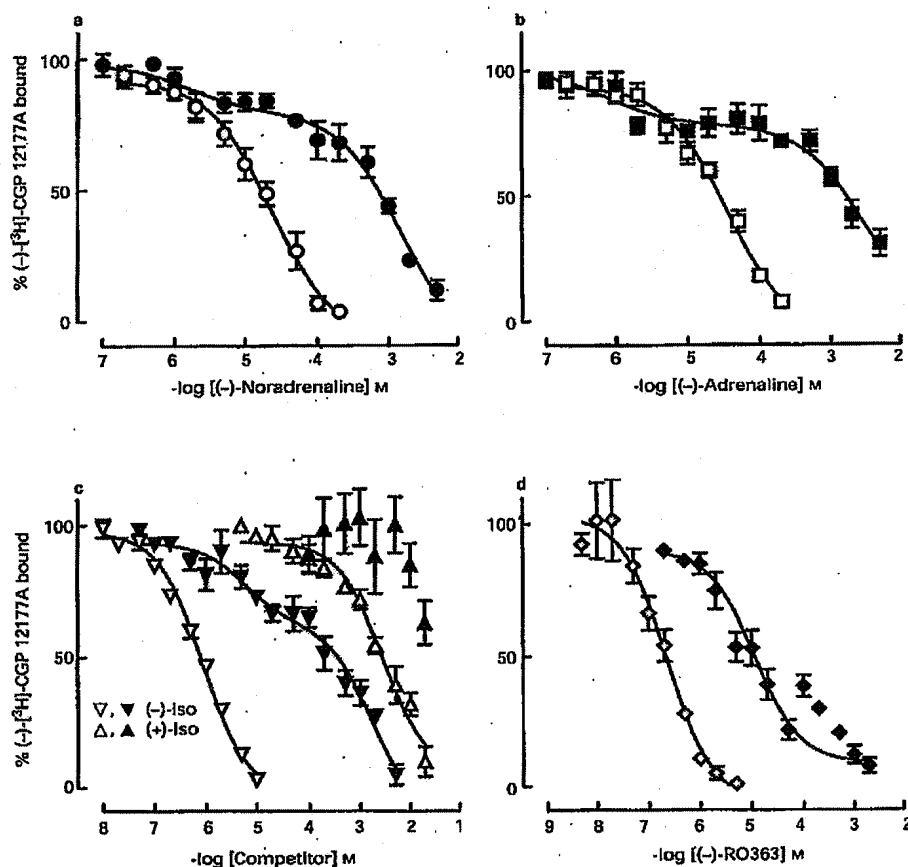 a
% (–)-[³H]-CGP 12177A bound
100
50
0
7 6 5 4 3 2
-log [(–)-Noradrenaline] M
b
100
50
0
7 6 5 4 3 2
-log [(–)-Adrenaline] M
c
% (–)-[³H]-CGP 12177A bound
100
50
0
▽, ▼ (–)-Iso
△, ▲ (+)-Iso
8 7 6 5 4 3 2 1
-log [Competitor] M
d
100
50
0
9 8 7 6 5 4 3 2
-log [(–)-RO363] M